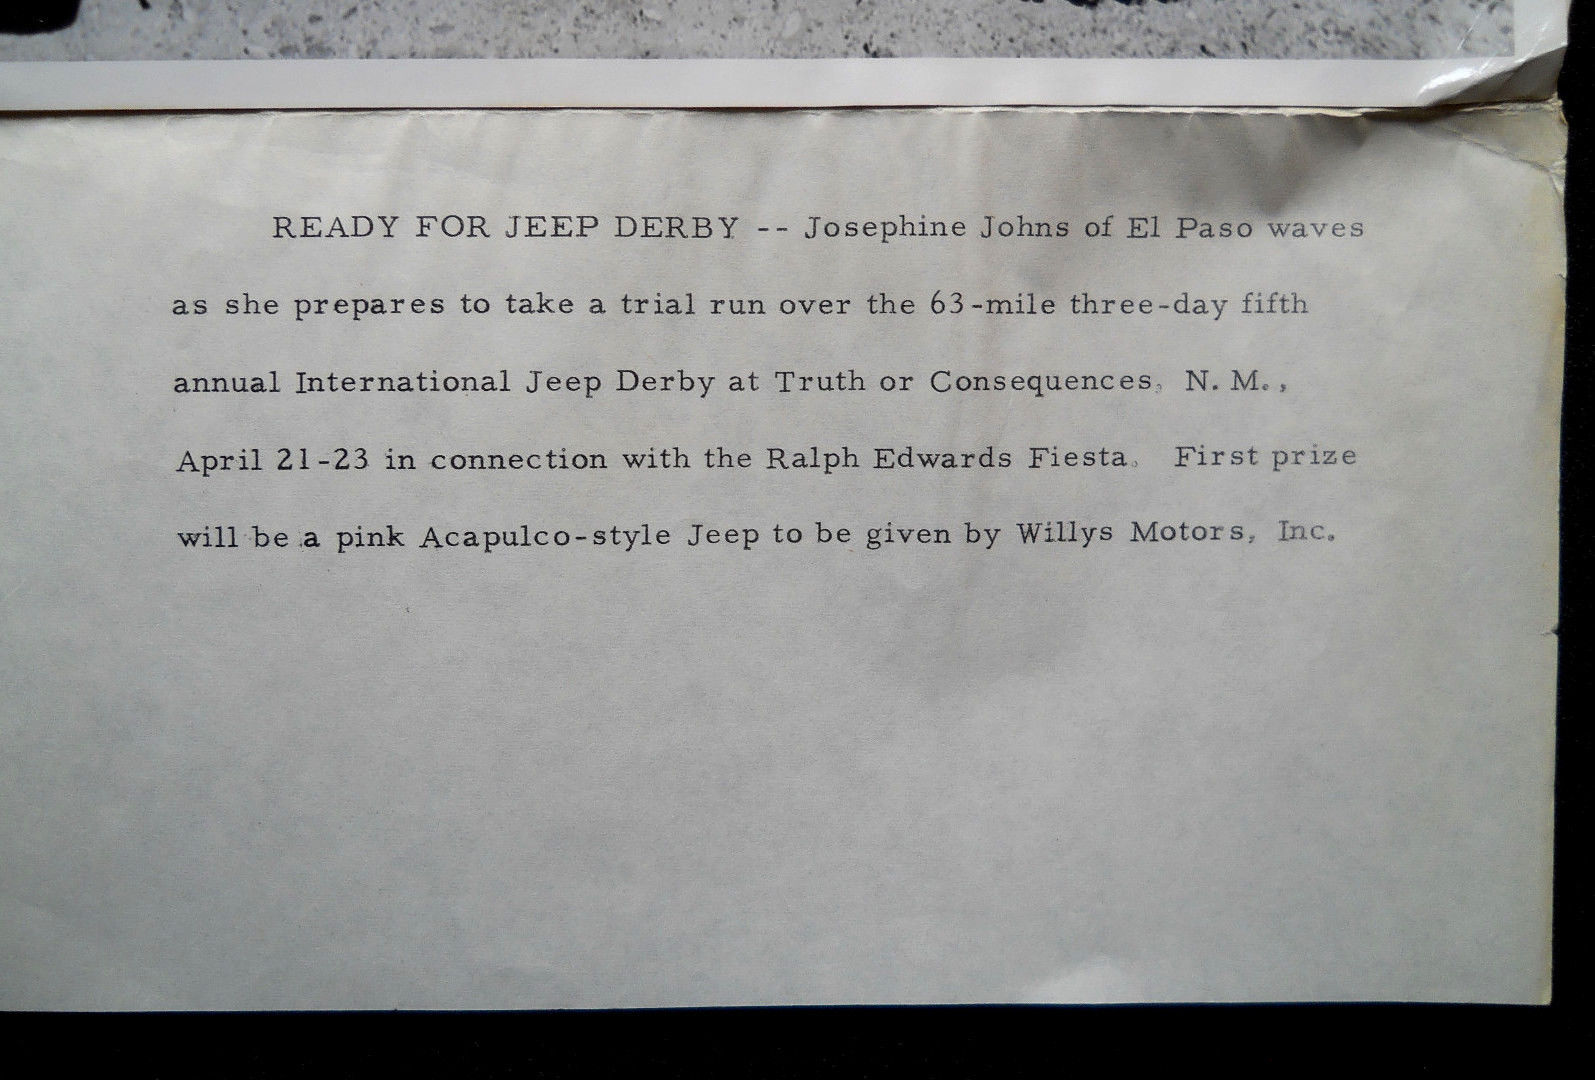 READY FOR JEEP DERBY -- Josephine Johns of El Paso waves
as she prepares to take a trial run over the 63-mile three-day fifth
annual International Jeep Derby at Truth or Consequences, N. M.,
April 21-23 in connection with the Ralph Edwards Fiesta. First prize
will be a pink Acapulco-style Jeep to be given by Willys Motors, Inc.